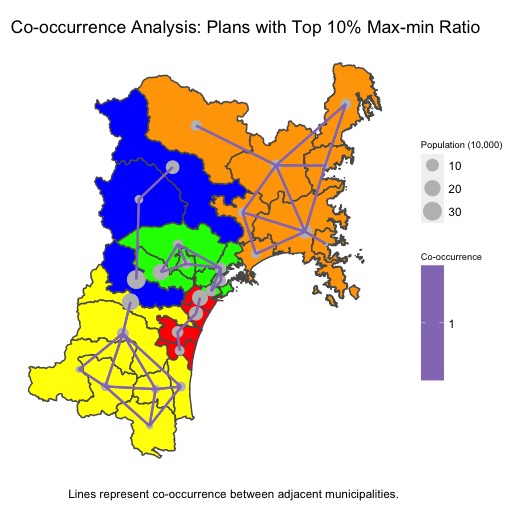 Co-occurrence Analysis: Plans with Top 10% Max-min Ratio
Population (10,000)
10
20
30
Co-occurrence
1
Lines represent co-occurrence between adjacent municipalities.